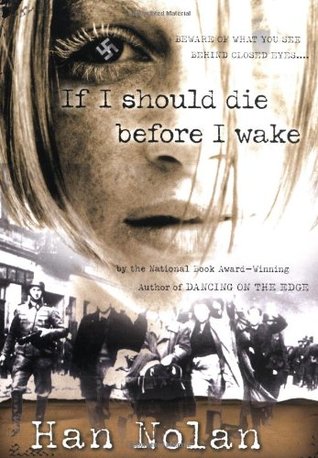 BEWARE OF WHAT YOU SEE
BEHIND CLOSED EYES....
If I should die
before I wake
by the National Book Award-Winning
Author of DANCING ON THE EDGE
Han Nolan